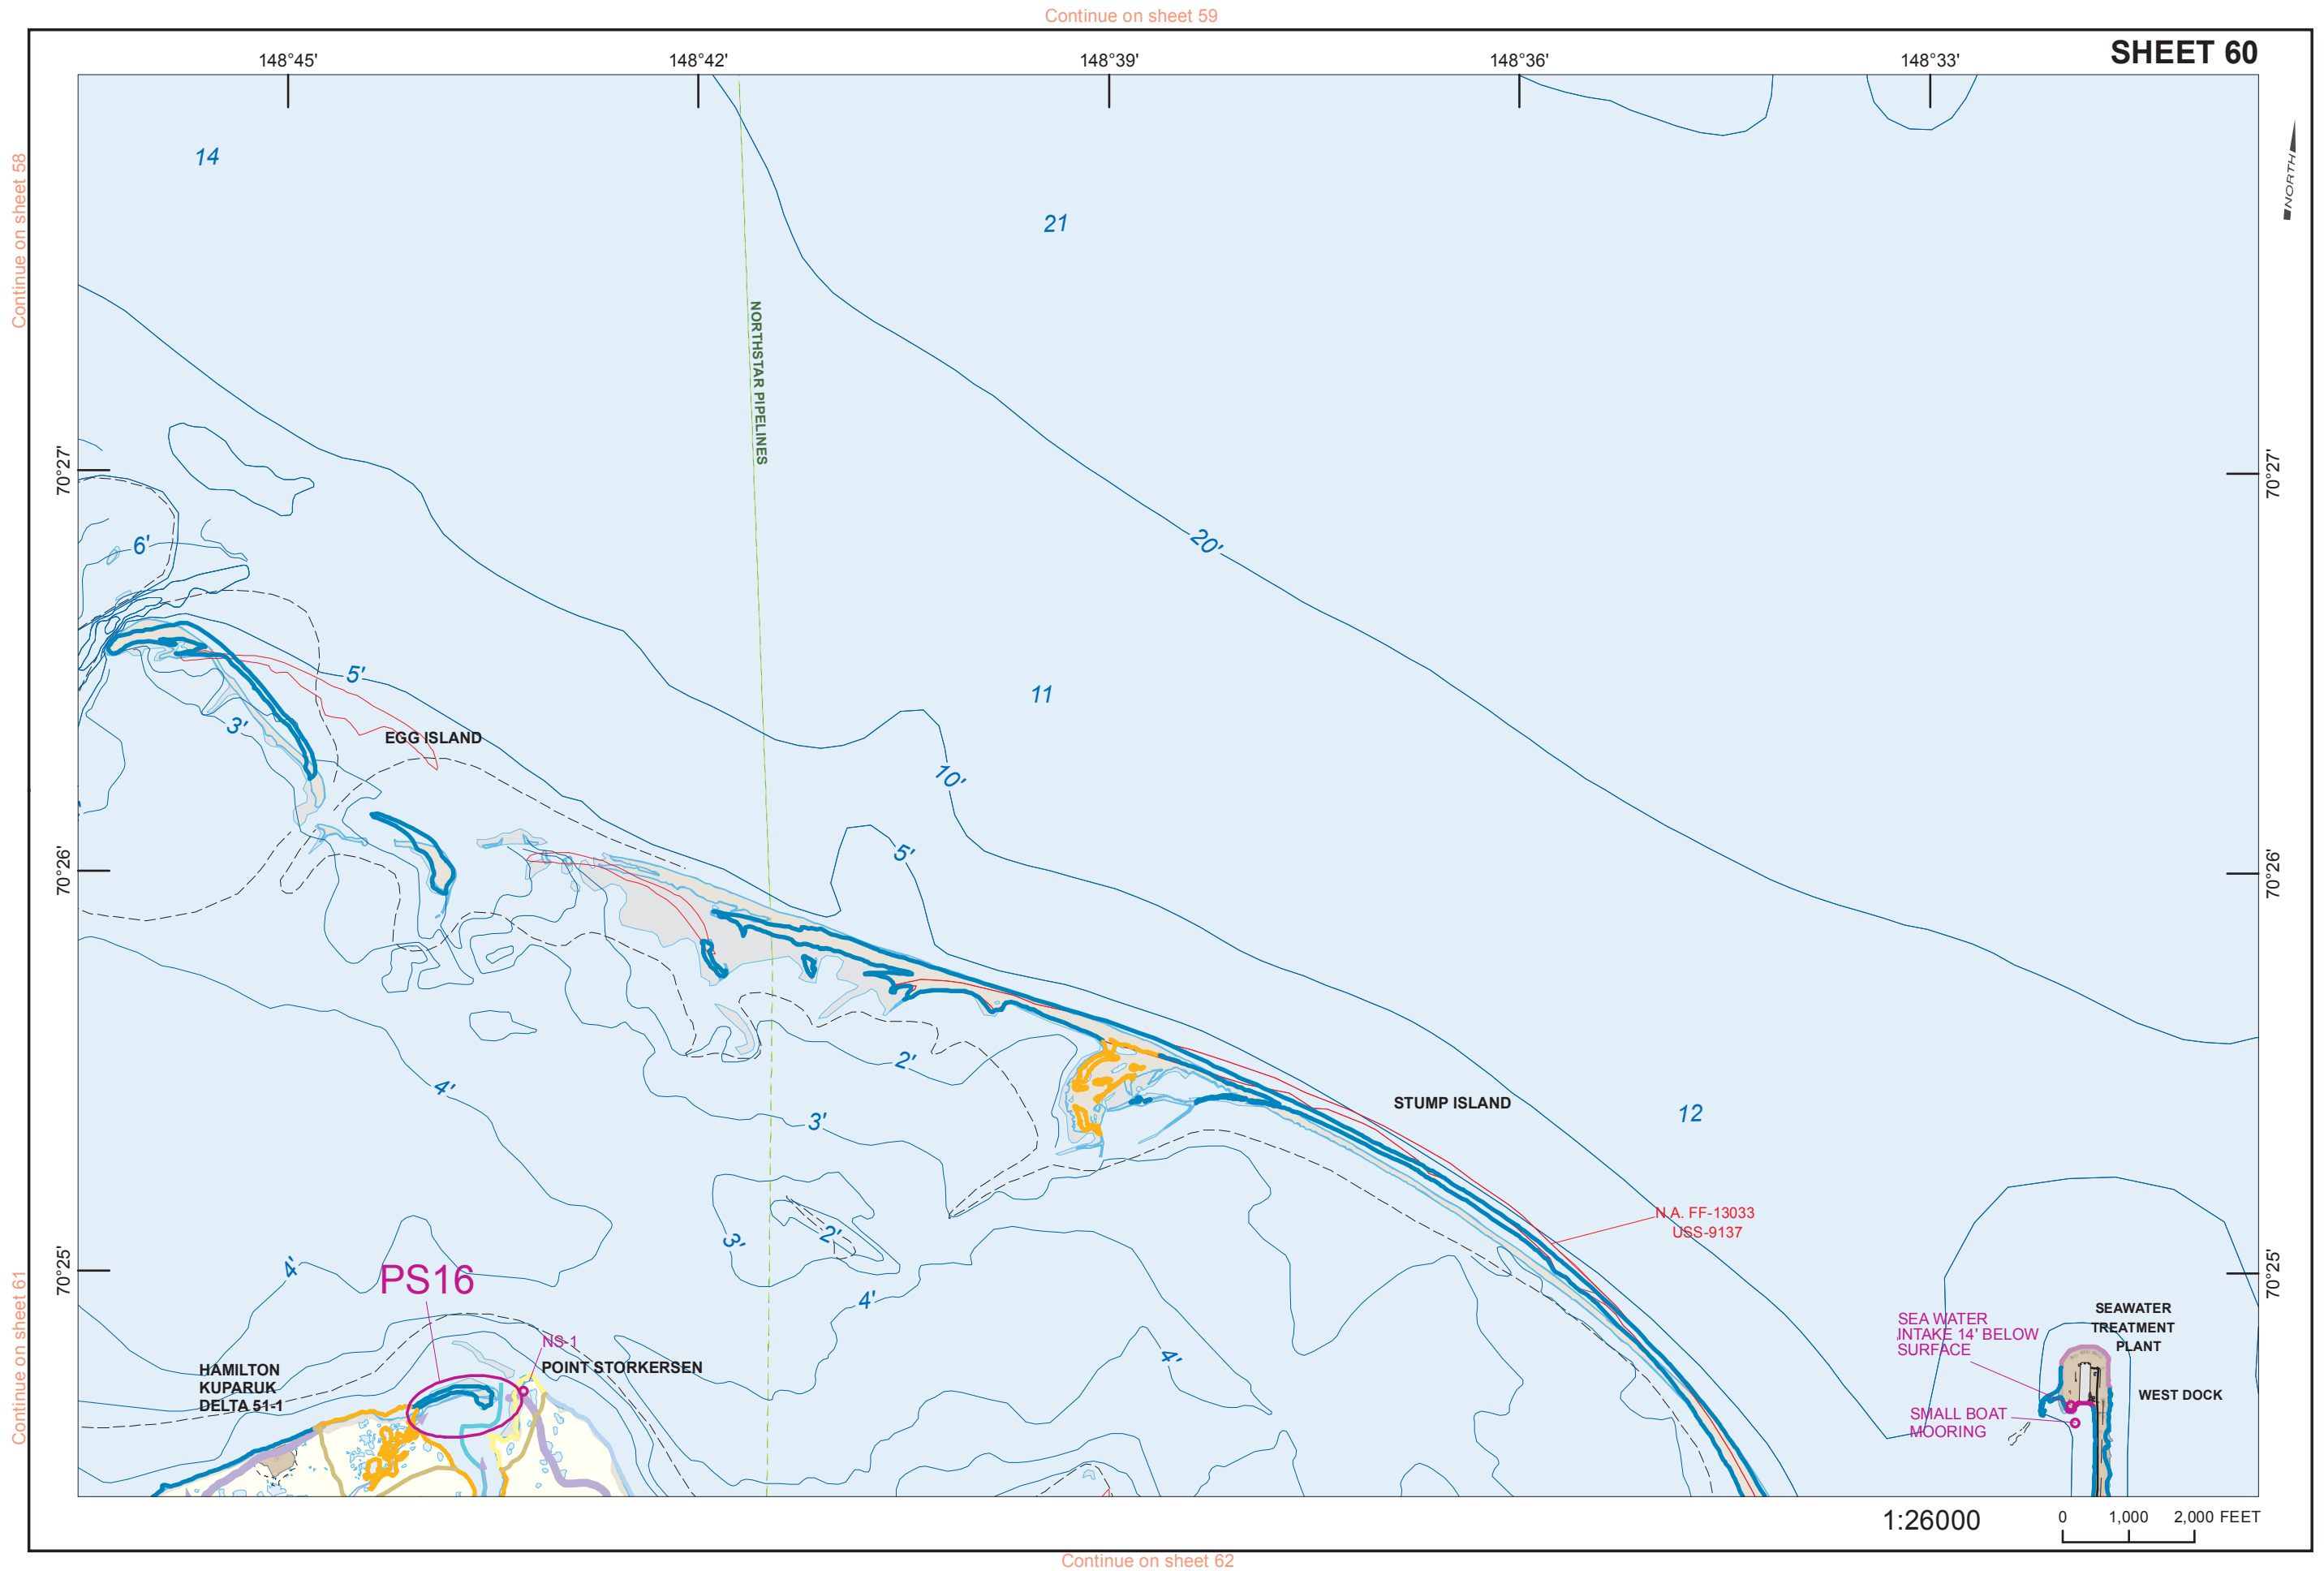 Continue on sheet 59
SHEET 60
148°45'
148°42'
148°39'
148°36'
148°33'
Continue on sheet 58
NORTH
14
21
NORTHSTAR PIPELINES
70°27'
70°27'
20'
6'
5'
3'
EGG ISLAND
11
10'
5'
70°26'
70°26'
2'
4'
3'
STUMP ISLAND
12
N.A. FF-13033
USS-9137
2'
3'
4'
4'
4'
70°25'
70°25'
PS16
NS-1
POINT STORKERSEN
HAMILTON
KUPARUK
DELTA 51-1
SEAWATER
TREATMENT
PLANT
SEA WATER
INTAKE 14' BELOW
SURFACE
WEST DOCK
SMALL BOAT
MOORING
Continue on sheet 61
1:26000
0 1,000 2,000 FEET
Continue on sheet 62